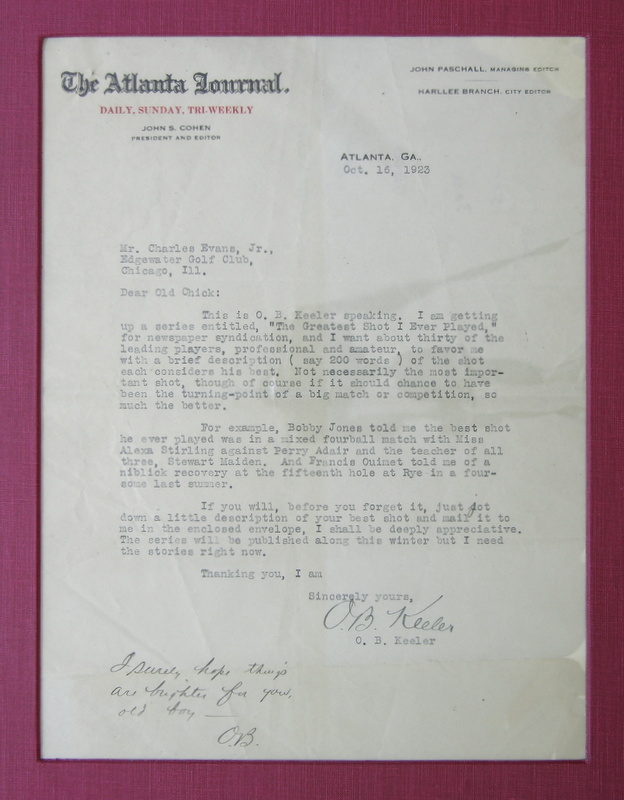 The Atlanta Journal.
DAILY, SUNDAY, TRI-WEEKLY
JOHN S. COHEN
PRESIDENT AND EDITOR
JOHN PASCHALL, MANAGING EDITOR
HARLLEE BRANCH, CITY EDITOR
ATLANTA, GA.,
Oct. 16, 1923
Mr. Charles Evans, Jr.,
Edgewater Golf Club,
Chicago, Ill.
Dear Old Chick:
This is O. B. Keeler speaking. I am getting
up a series entitled, "The Greatest Shot I Ever Played,"
for newspaper syndication, and I want about thirty of the
leading players, professional and amateur, to favor me
with a brief description ( say 200 words ) of the shot
each considers his best. Not necessarily the most impor-
tant shot, though of course if it should chance to have
been the turning-point of a big match or competition, so
much the better.
For example, Bobby Jones told me the best shot
he ever played was in a mixed fourball match with Miss
Alexa Stirling against Perry Adair and the teacher of all
three, Stewart Maiden. And Francis Ouimet told me of a
niblick recovery at the fifteenth hole at Rye in a four-
some last summer.
If you will, before you forget it, just jot
down a little description of your best shot and mail it to
me in the enclosed envelope, I shall be deeply appreciative.
The series will be published along this winter but I need
the stories right now.
Thanking you, I am
Sincerely yours,
O.B. Keeler
O. B. Keeler
I surely hope things
are brighter for you,
old boy —
O.B.